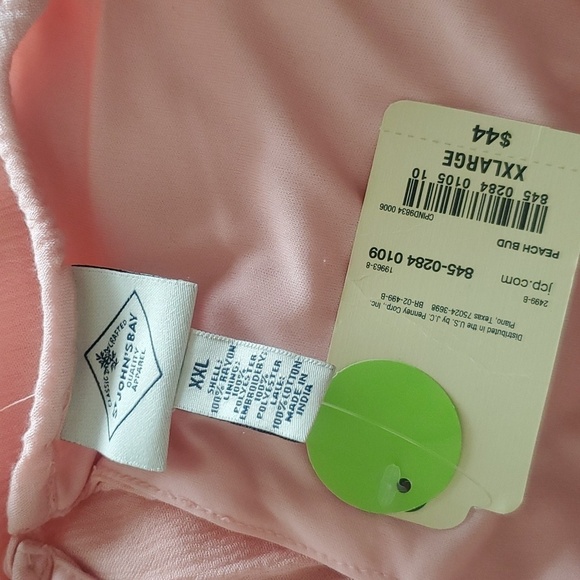 CLASSIC CRAFTED
ST. JOHN'S BAY
QUALITY
APPAREL
XXL
SHELL:
100% RAYON
LINING:
100%
POLYESTER
EMBROIDERY:
100%
POLYESTER
LASTER
100% COTTON
MADE IN
INDIA
Distributed in the U.S. by J.C. Penney Corp., Inc.,
Plano, Texas 75024-3698 BR-02-499-B
jcp.com 2499-8
845-0284 0109 19963-8
PEACH BUD
CPIND9834 0006
845 0284 0105 10
XXLARGE
$44